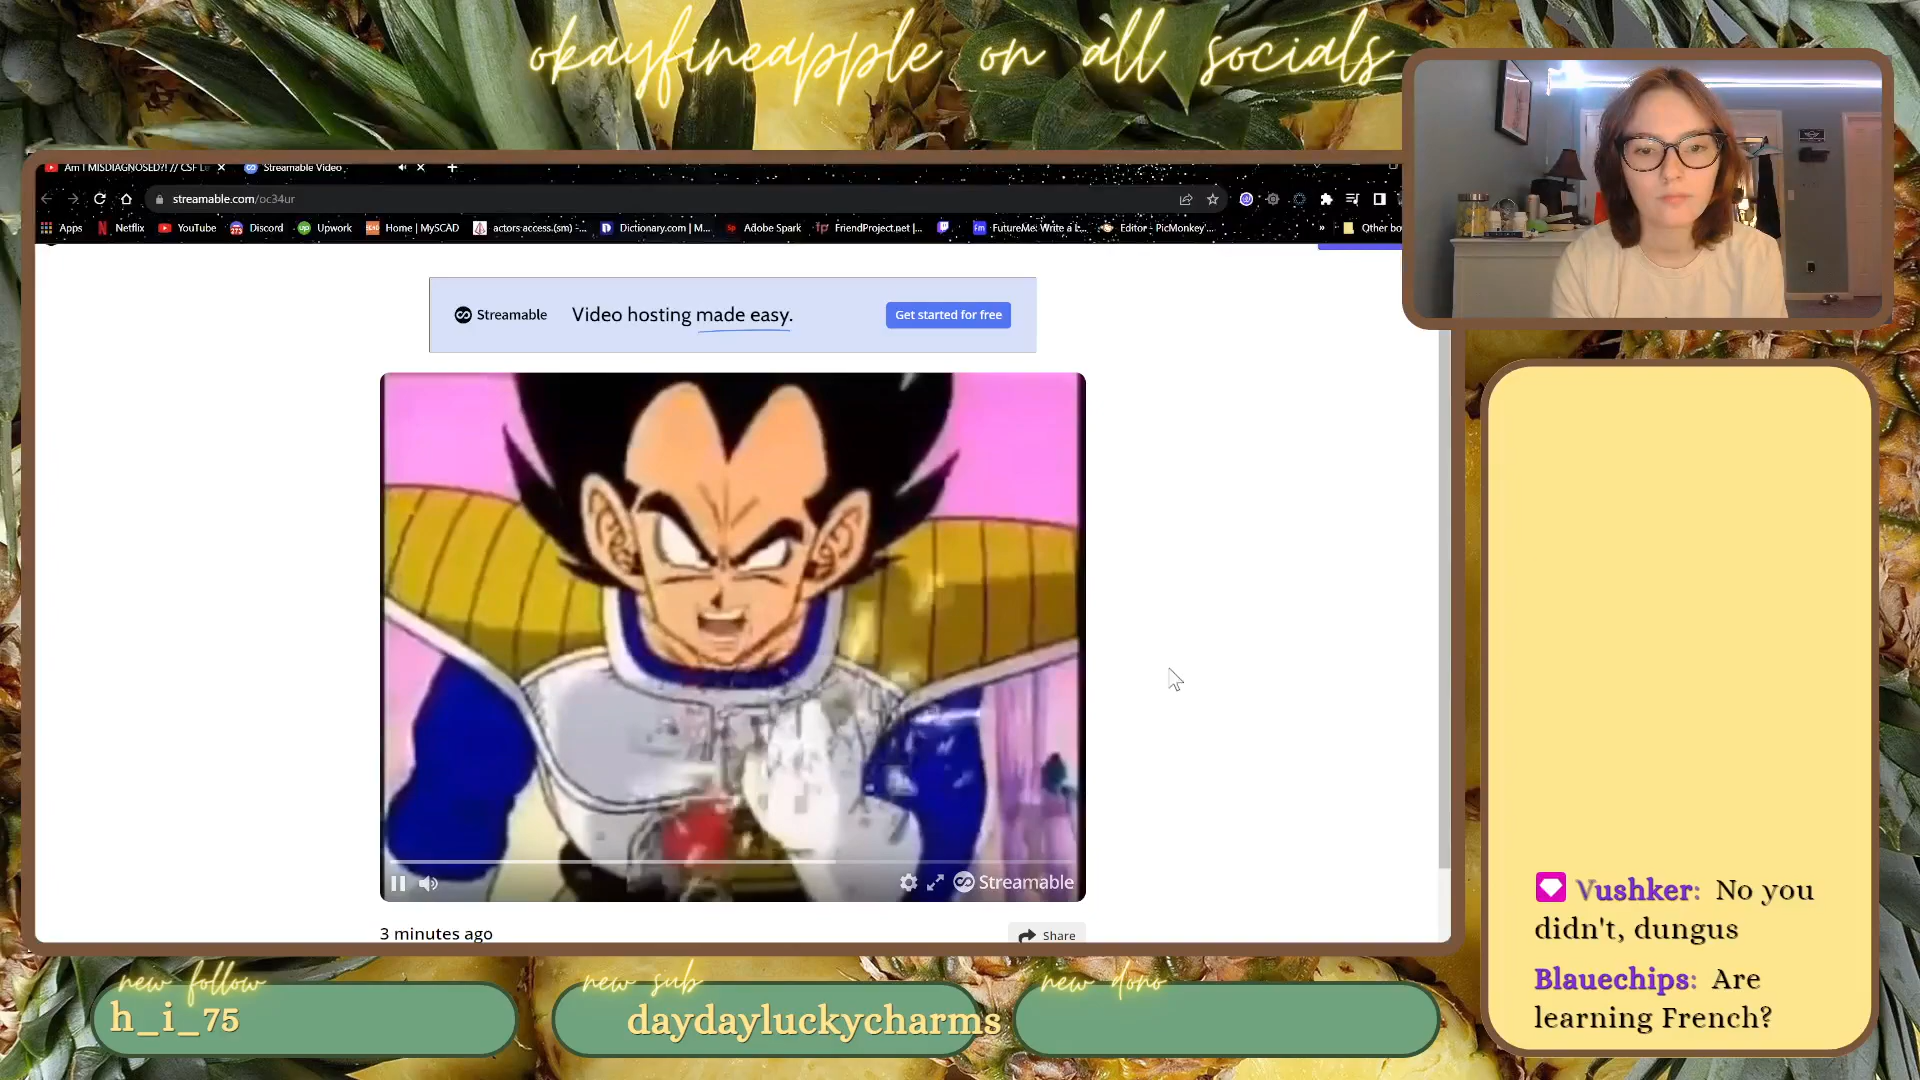 okayfineapple on all socials
Am I MISDIAGNOSED?! // CSF Le
Streamable Video
streamable.com/oc34ur
Apps
Netflix
YouTube
Discord
Upwork
Home | MySCAD
actors access.(sm) -...
Dictionary.com | M...
Adobe Spark
FriendProject.net |...
FutureMe: Write a L...
Editor - PicMonkey'...
»
Other bo
Streamable
Video hosting made easy.
Get started for free
Streamable
3 minutes ago
Share
Vushker: No you
didn't, dungus
Blauechips: Are
learning French?
new follow
h_i_75
new sub
daydayluckycharms
new dono